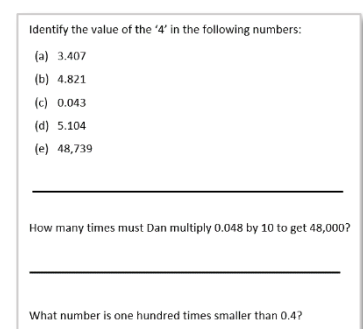 Identify the value of the ‘4’ in the following numbers:
(a) 3.407
(b) 4.821
(c) 0.043
(d) 5.104
(e) 48,739
How many times must Dan multiply 0.048 by 10 to get 48,000?
What number is one hundred times smaller than 0.4?